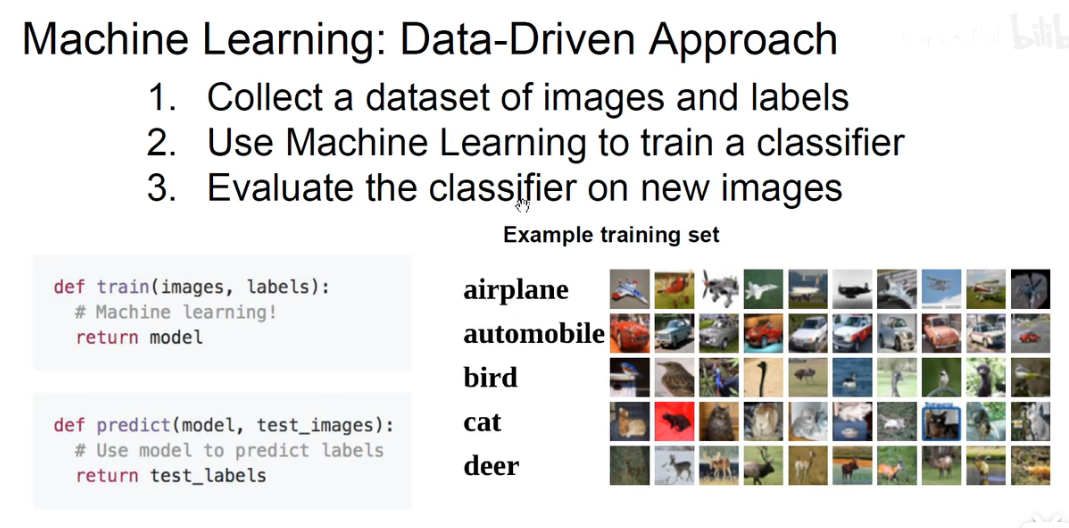 Machine Learning: Data-Driven Approach
1. Collect a dataset of images and labels
2. Use Machine Learning to train a classifier
3. Evaluate the classifier on new images
Example training set
def train(images, labels):
# Machine learning!
return model
def predict(model, test_images):
# Use model to predict labels
return test_labels
airplane
automobile
bird
cat
deer